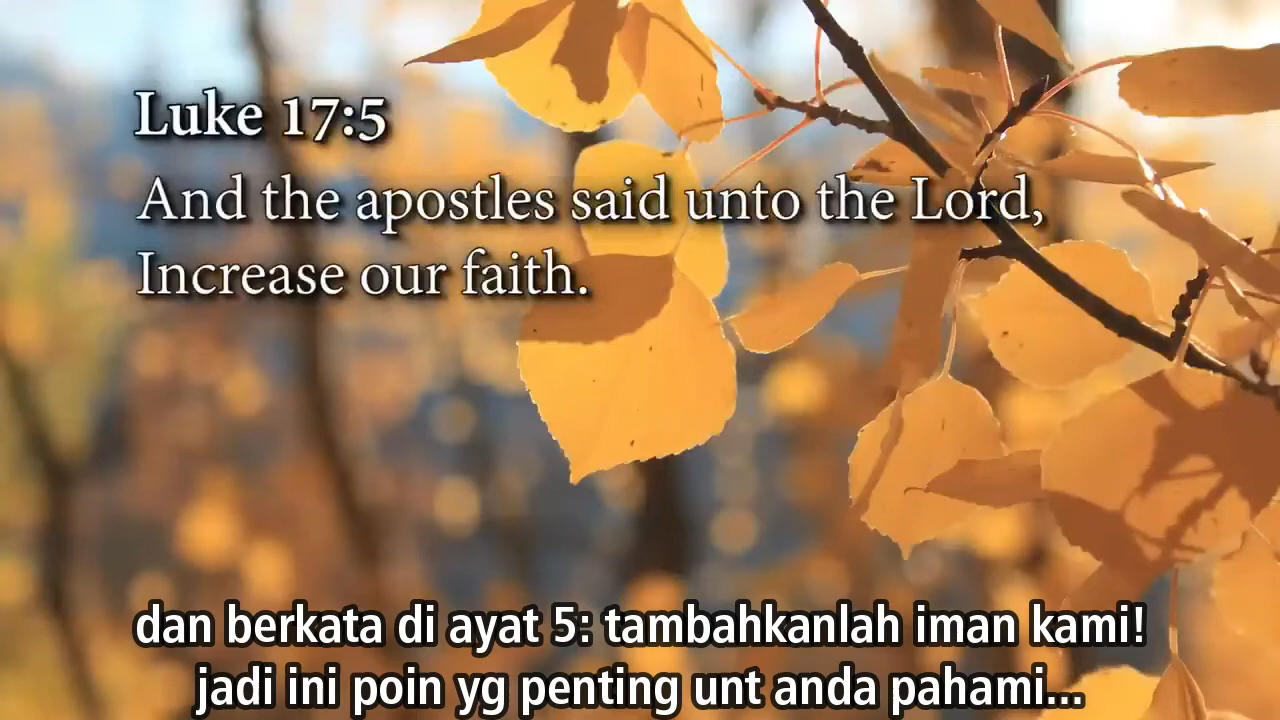 Luke 17:5
And the apostles said unto the Lord,
Increase our faith.
dan berkata di ayat 5: tambahkanlah iman kami!
jadi ini poin yg penting unt anda pahami...